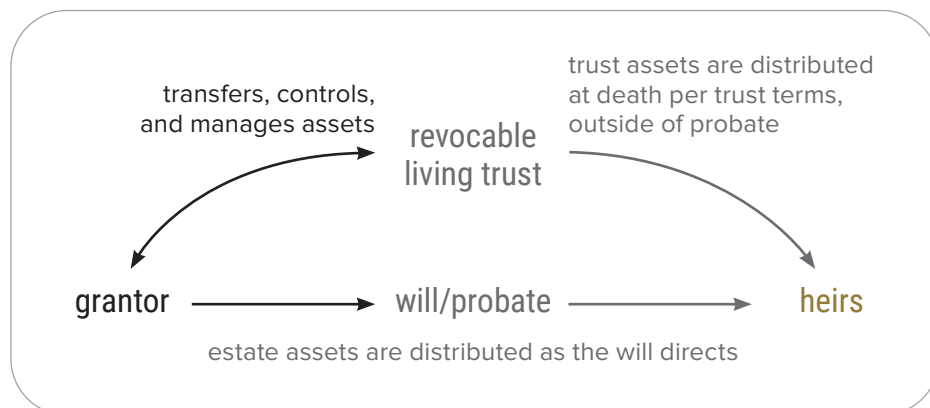 transfers, controls,
and manages assets
revocable
living trust
trust assets are distributed
at death per trust terms,
outside of probate
grantor
will/probate
heirs
estate assets are distributed as the will directs